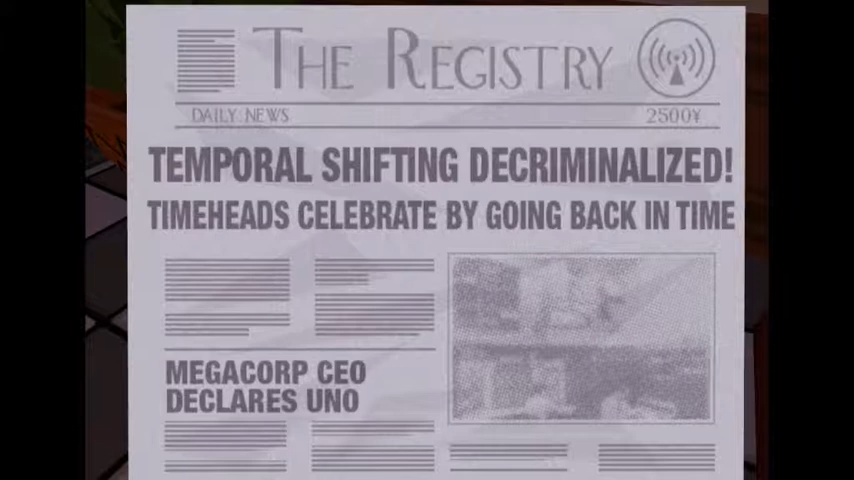 THE REGISTRY
DAILY NEWS
2500¥
TEMPORAL SHIFTING DECRIMINALIZED!
TIMEHEADS CELEBRATE BY GOING BACK IN TIME
MEGACORP CEO
DECLARES UNO